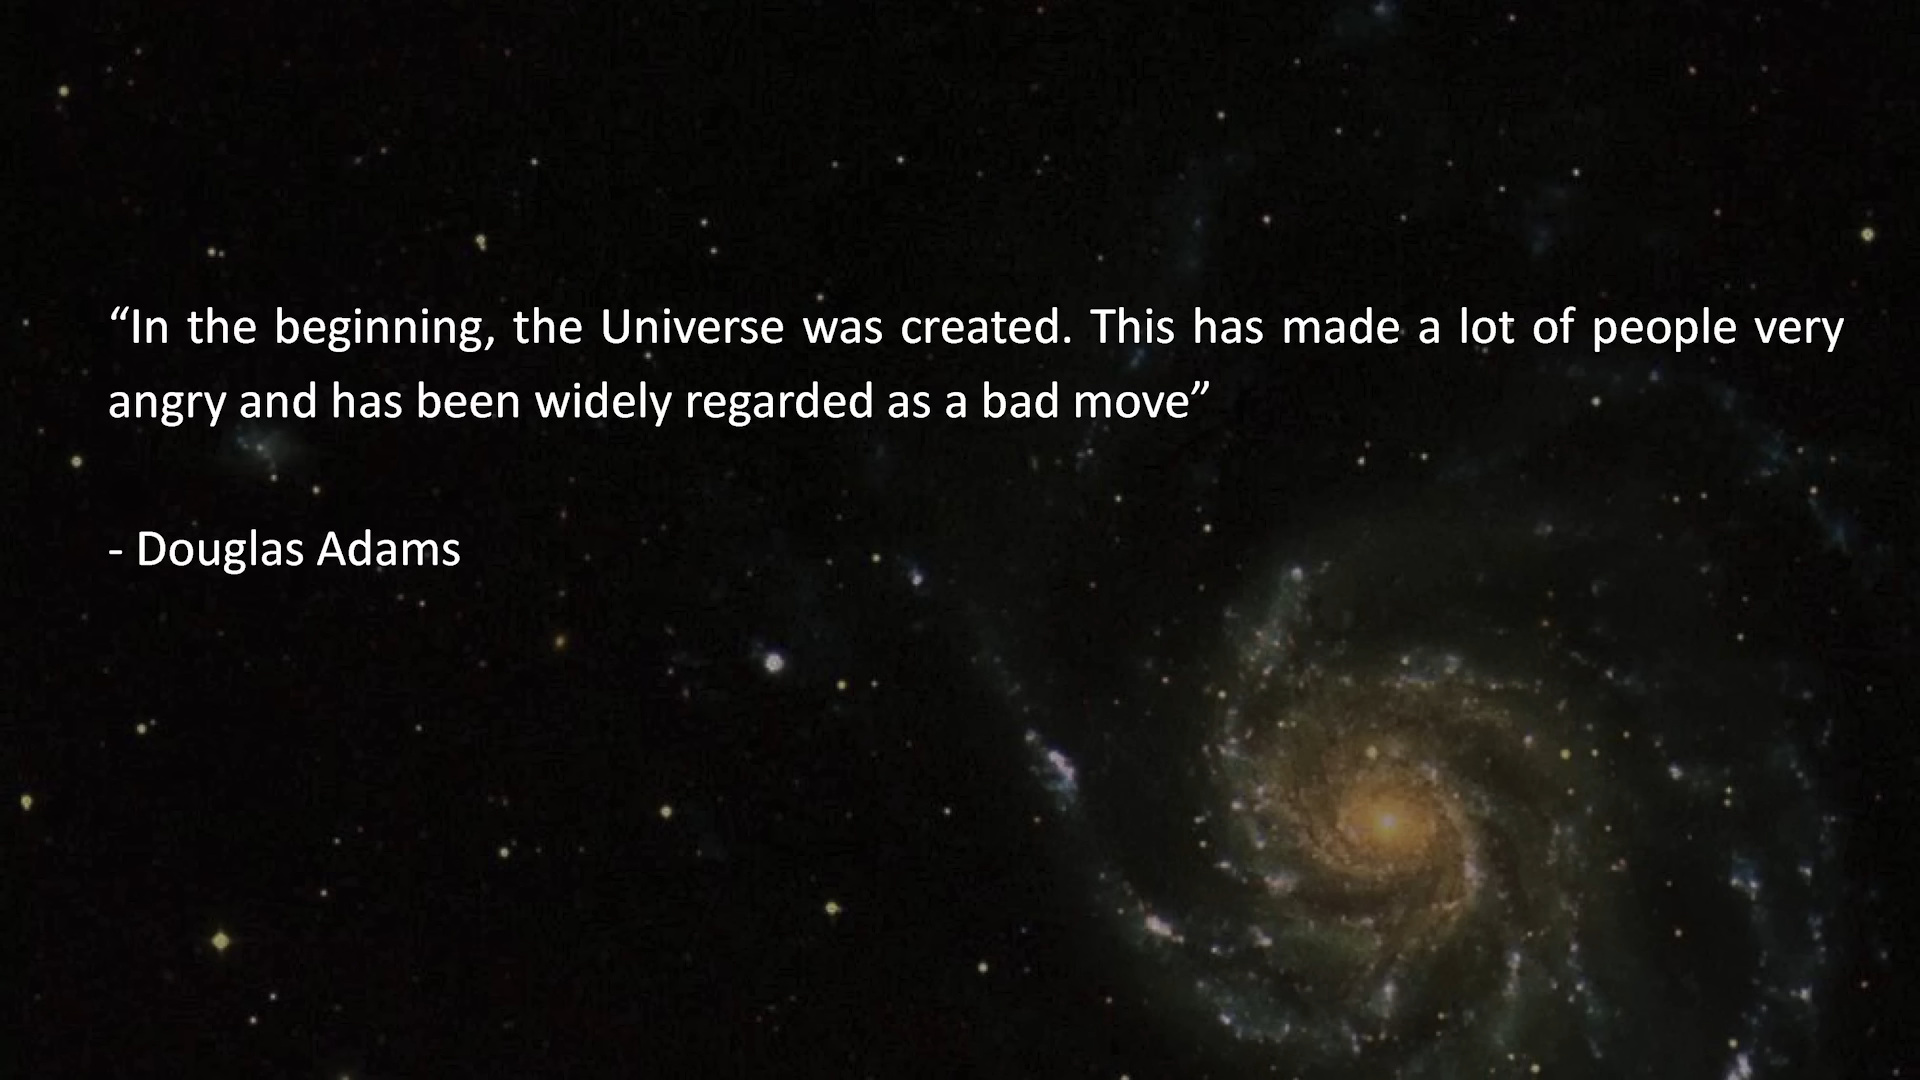 “In the beginning, the Universe was created. This has made a lot of people very
angry and has been widely regarded as a bad move”
- Douglas Adams